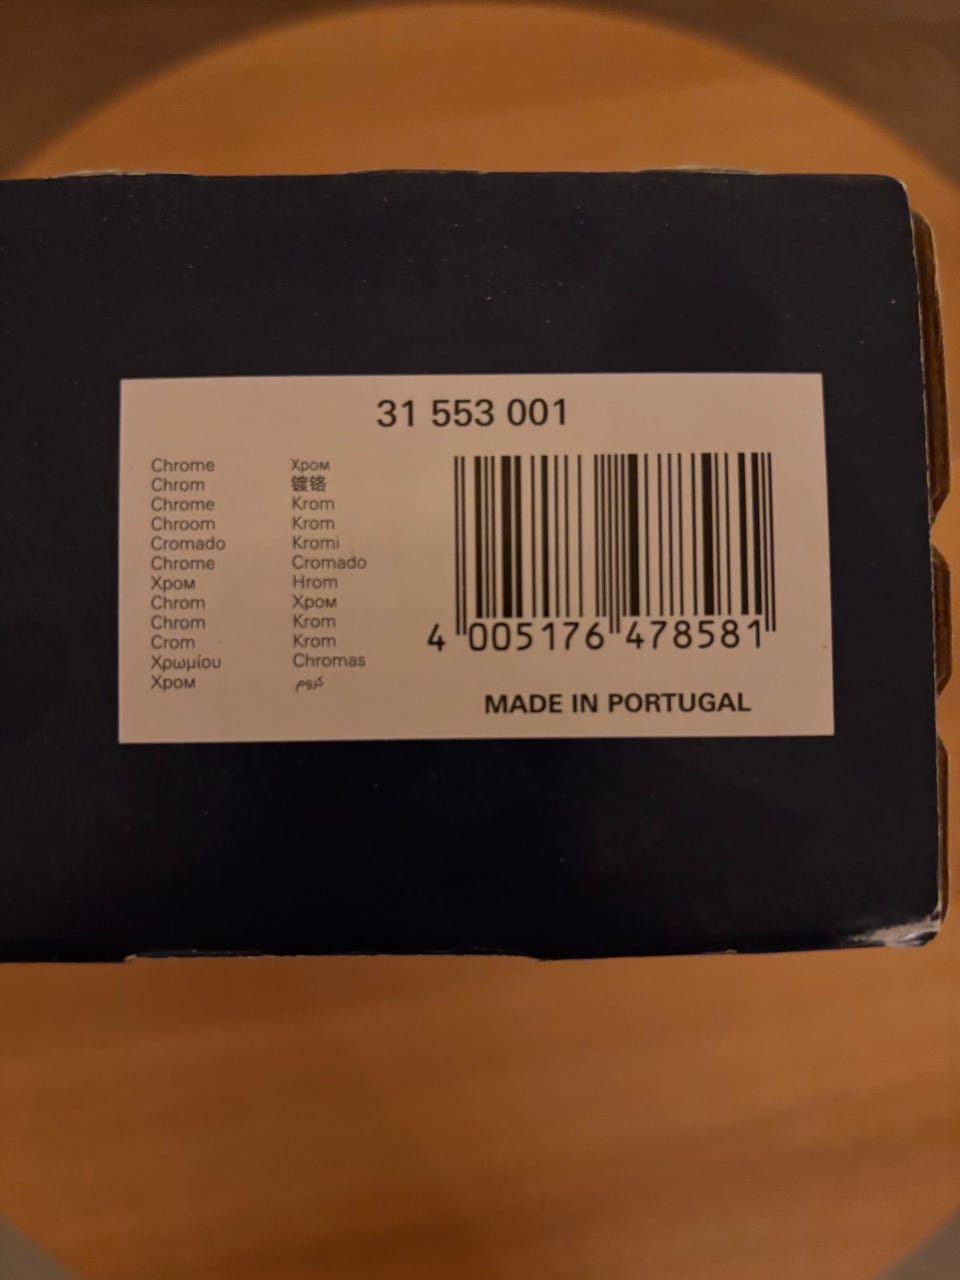 31 553 001
Chrome
Chrom
Chrome
Chroom
Cromado
Chrome
Хром
Chrom
Chrom
Crom
Χρωμίου
Хром
Хром
镀铬
Krom
Krom
Kromi
Cromado
Hrom
Хром
Krom
Krom
Chromas
كروم
4 005176 478581
MADE IN PORTUGAL